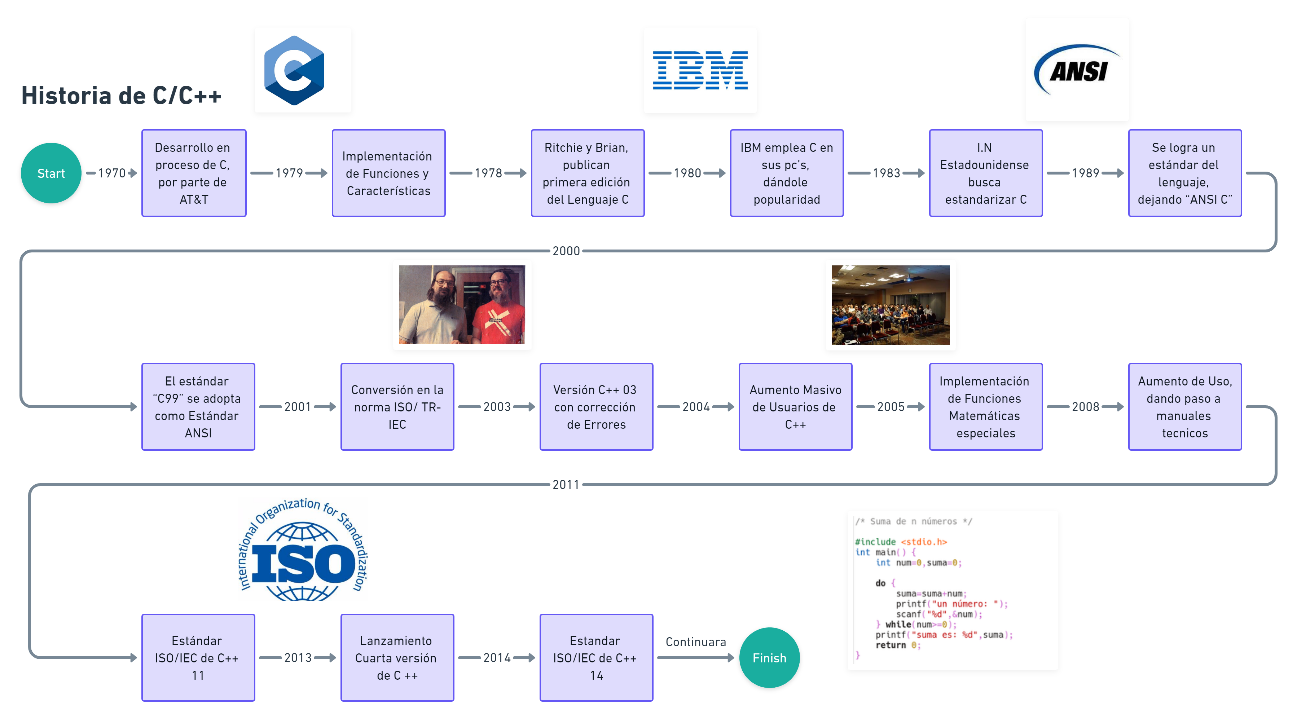 Historia de C/C++
C
IBM
ANSI
Start
1970
Desarrollo en
proceso de C,
por parte de
AT&T
1979
Implementación
de Funciones y
Características
1978
Ritchie y Brian,
publican
primera edición
del Lenguaje C
1980
IBM emplea C en
sus pc's,
dándole
popularidad
1983
I.N
Estadounidense
busca
estandarizar C
1989
Se logra un
estándar del
lenguaje,
dejando “ANSI C”
2000
El estándar
“C99” se adopta
como Estándar
ANSI
2001
Conversión en la
norma ISO/ TR-
IEC
2003
Versión C++ 03
con corrección
de Errores
2004
Aumento Masivo
de Usuarios de
C++
2005
Implementación
de Funciones
Matemáticas
especiales
2008
Aumento de Uso,
dando paso a
manuales
tecnicos
2011
International Organization for Standardization
ISO
Estándar
ISO/IEC de C++
11
2013
Lanzamiento
Cuarta versión
de C ++
2014
Estandar
ISO/IEC de C++
14
Continuara
Finish
/* Suma de n números */
#include <stdio.h>
int main() {
int num=0,suma=0;
do {
suma=suma+num;
printf("un número: ");
scanf("%d",&num);
} while(num>=0);
printf("suma es: %d",suma);
return 0;
}